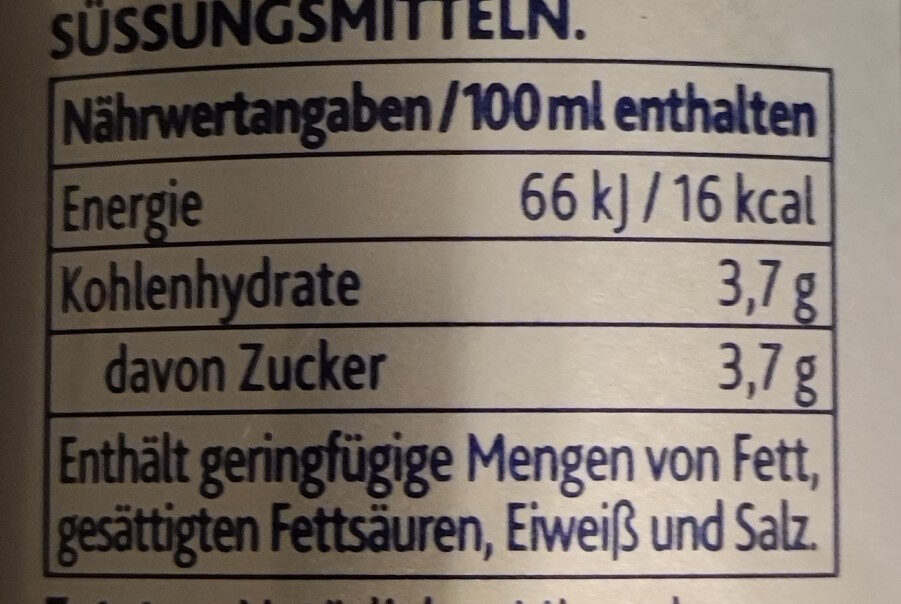 SÜSSUNGSMITTELN.
Nährwertangaben/100 ml enthalten
Energie 66 kJ / 16 kcal
Kohlenhydrate 3,7 g
davon Zucker 3,7 g
Enthält geringfügige Mengen von Fett,
gesättigten Fettsäuren, Eiweiß und Salz.